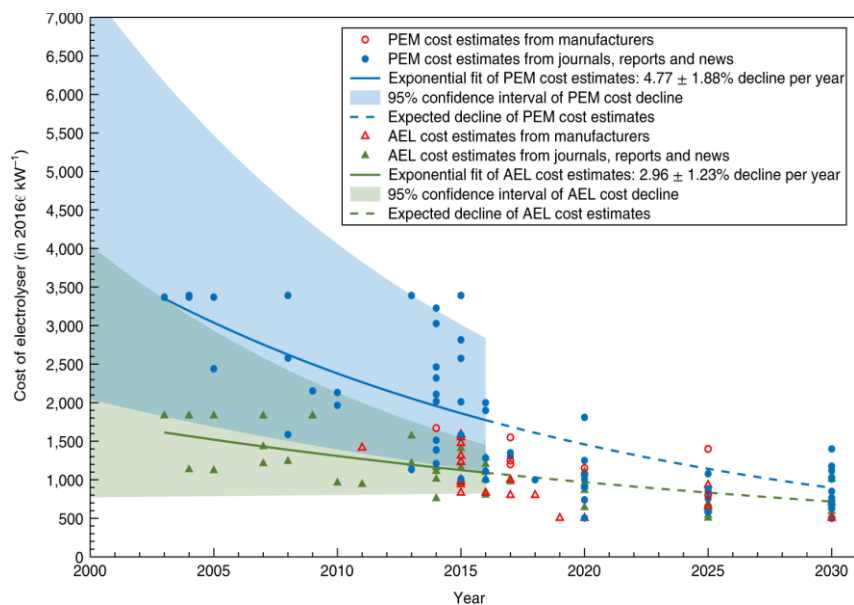 7,000
6,500
6,000
5,500
5,000
4,500
4,000
3,500
3,000
2,500
2,000
1,500
1,000
500
0
Cost of electrolyser (in 2016€ kW⁻¹)
PEM cost estimates from manufacturers
PEM cost estimates from journals, reports and news
Exponential fit of PEM cost estimates: 4.77 ± 1.88% decline per year
95% confidence interval of PEM cost decline
Expected decline of PEM cost estimates
AEL cost estimates from manufacturers
AEL cost estimates from journals, reports and news
Exponential fit of AEL cost estimates: 2.96 ± 1.23% decline per year
95% confidence interval of AEL cost decline
Expected decline of AEL cost estimates
2000 2005 2010 2015 2020 2025 2030
Year